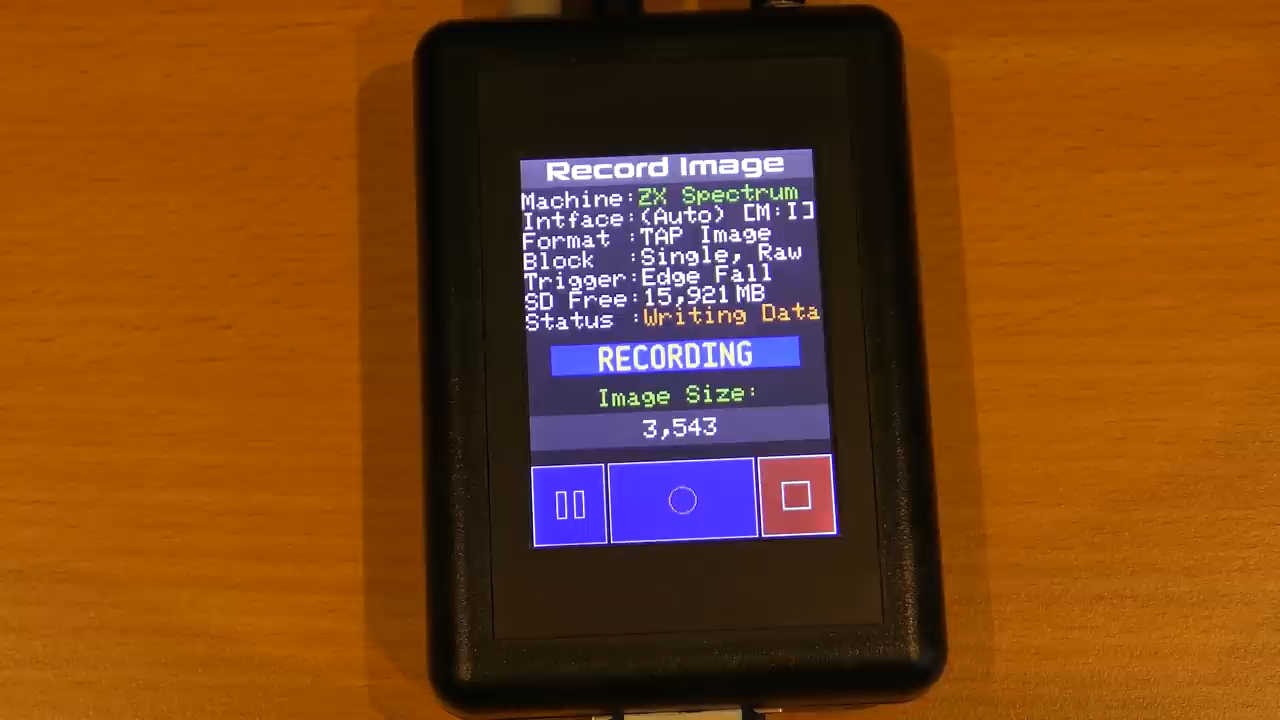 Record Image
Machine:ZX Spectrum
Intface:(Auto) [M:I]
Format :TAP Image
Block :Single, Raw
Trigger:Edge Fall
SD Free:15,921 MB
Status :Writing Data
RECORDING
Image Size:
3,543